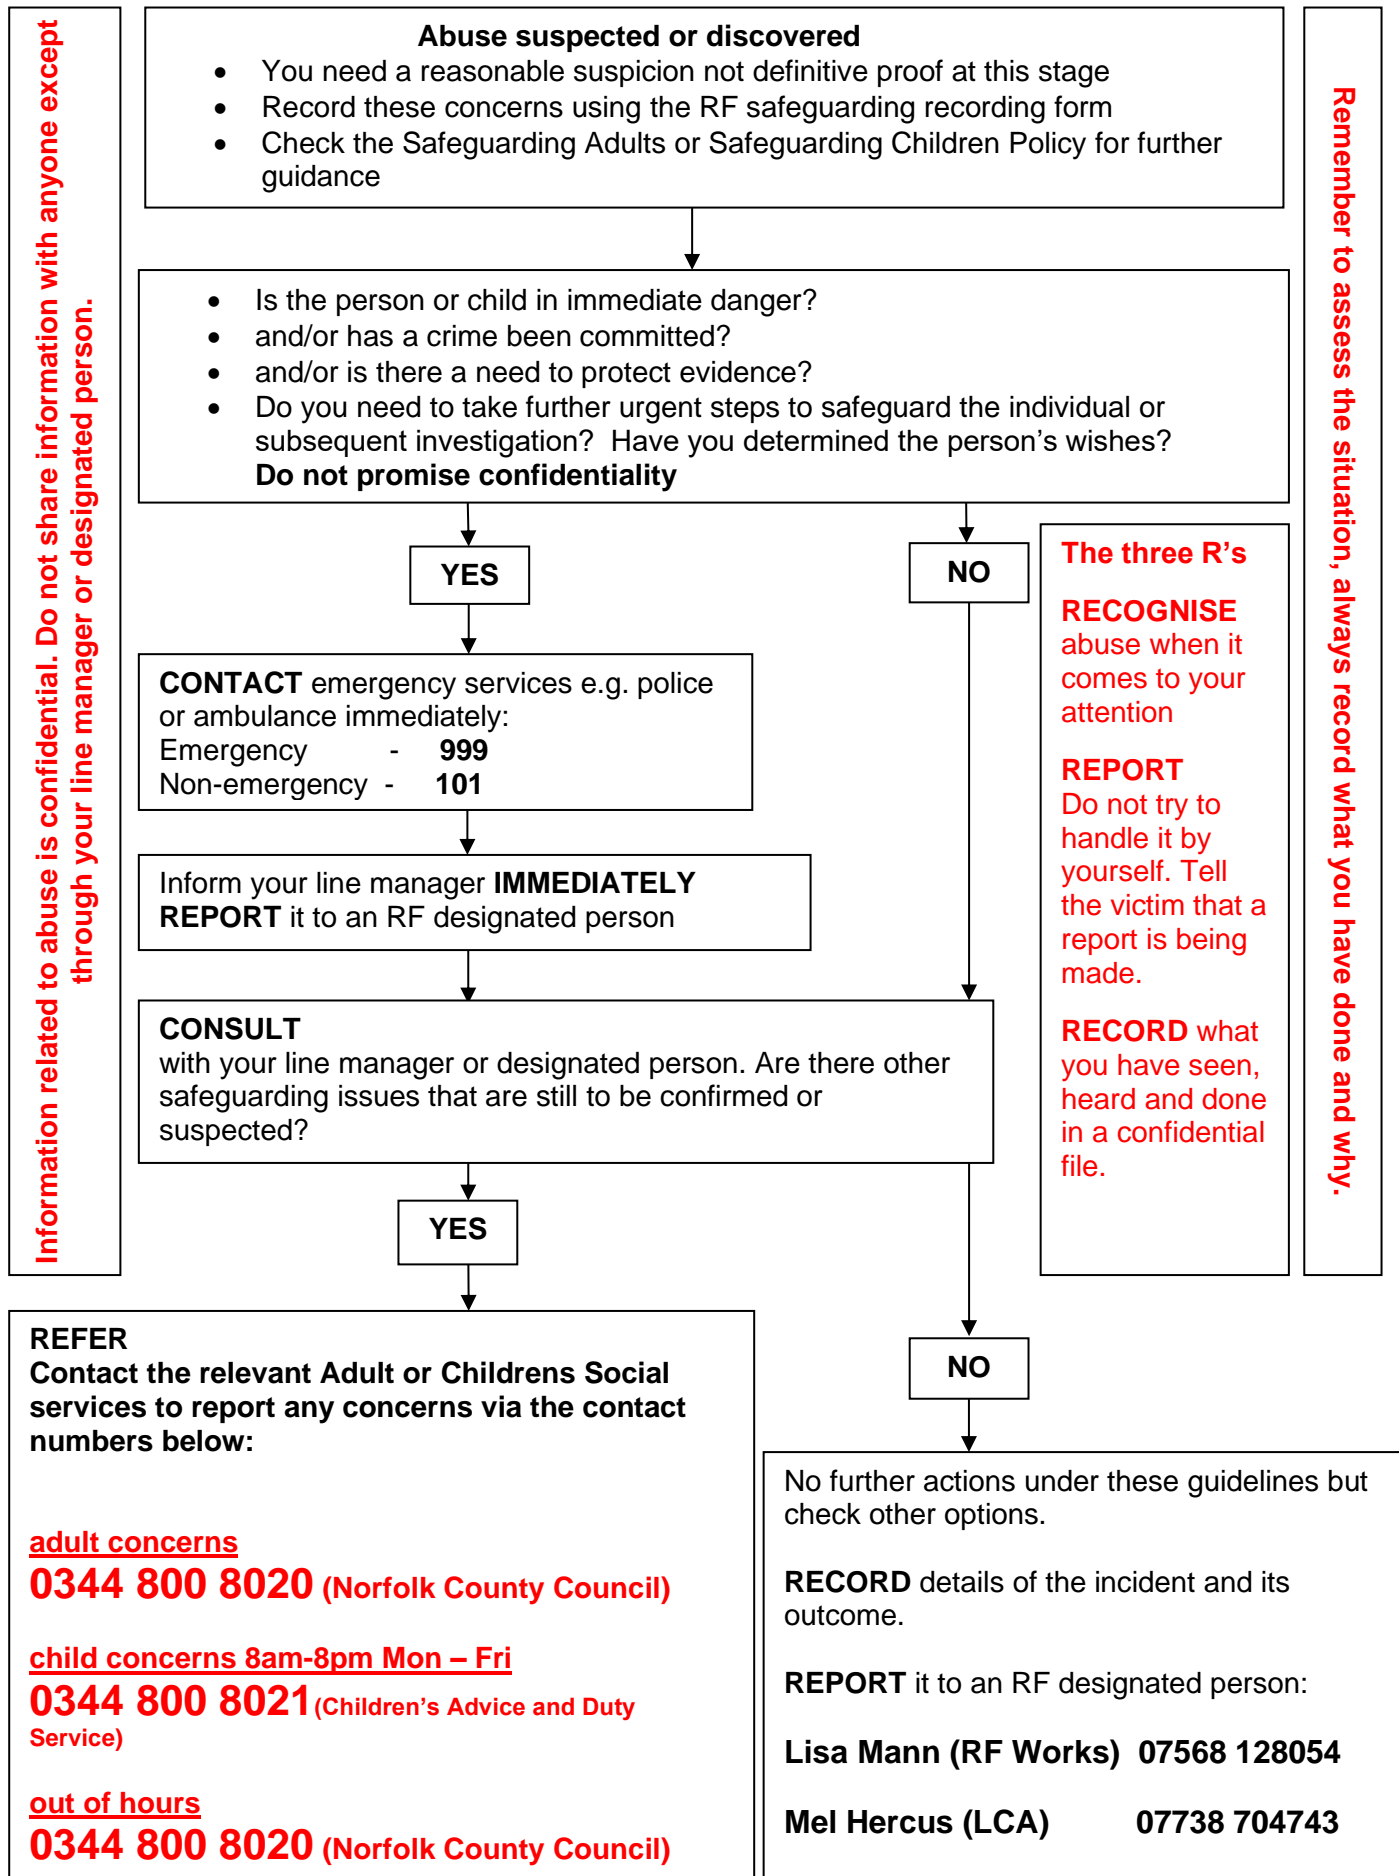 Information related to abuse is confidential. Do not share information with anyone except
through your line manager or designated person.
Abuse suspected or discovered
• You need a reasonable suspicion not definitive proof at this stage
• Record these concerns using the RF safeguarding recording form
• Check the Safeguarding Adults or Safeguarding Children Policy for further
guidance
• Is the person or child in immediate danger?
• and/or has a crime been committed?
• and/or is there a need to protect evidence?
• Do you need to take further urgent steps to safeguard the individual or
subsequent investigation?  Have you determined the person's wishes?
Do not promise confidentiality
YES
NO
CONTACT emergency services e.g. police
or ambulance immediately:
Emergency - 999
Non-emergency - 101
Inform your line manager IMMEDIATELY
REPORT it to an RF designated person
CONSULT
with your line manager or designated person. Are there other
safeguarding issues that are still to be confirmed or
suspected?
The three R's
RECOGNISE
abuse when it
comes to your
attention
REPORT
Do not try to
handle it by
yourself. Tell
the victim that a
report is being
made.
RECORD what
you have seen,
heard and done
in a confidential
file.
Remember to assess the situation, always record what you have done and why.
YES
NO
REFER
Contact the relevant Adult or Childrens Social
services to report any concerns via the contact
numbers below:
adult concerns
0344 800 8020 (Norfolk County Council)
child concerns 8am-8pm Mon – Fri
0344 800 8021(Children's Advice and Duty
Service)
out of hours
0344 800 8020 (Norfolk County Council)
No further actions under these guidelines but
check other options.
RECORD details of the incident and its
outcome.
REPORT it to an RF designated person:
Lisa Mann (RF Works) 07568 128054
Mel Hercus (LCA) 07738 704743